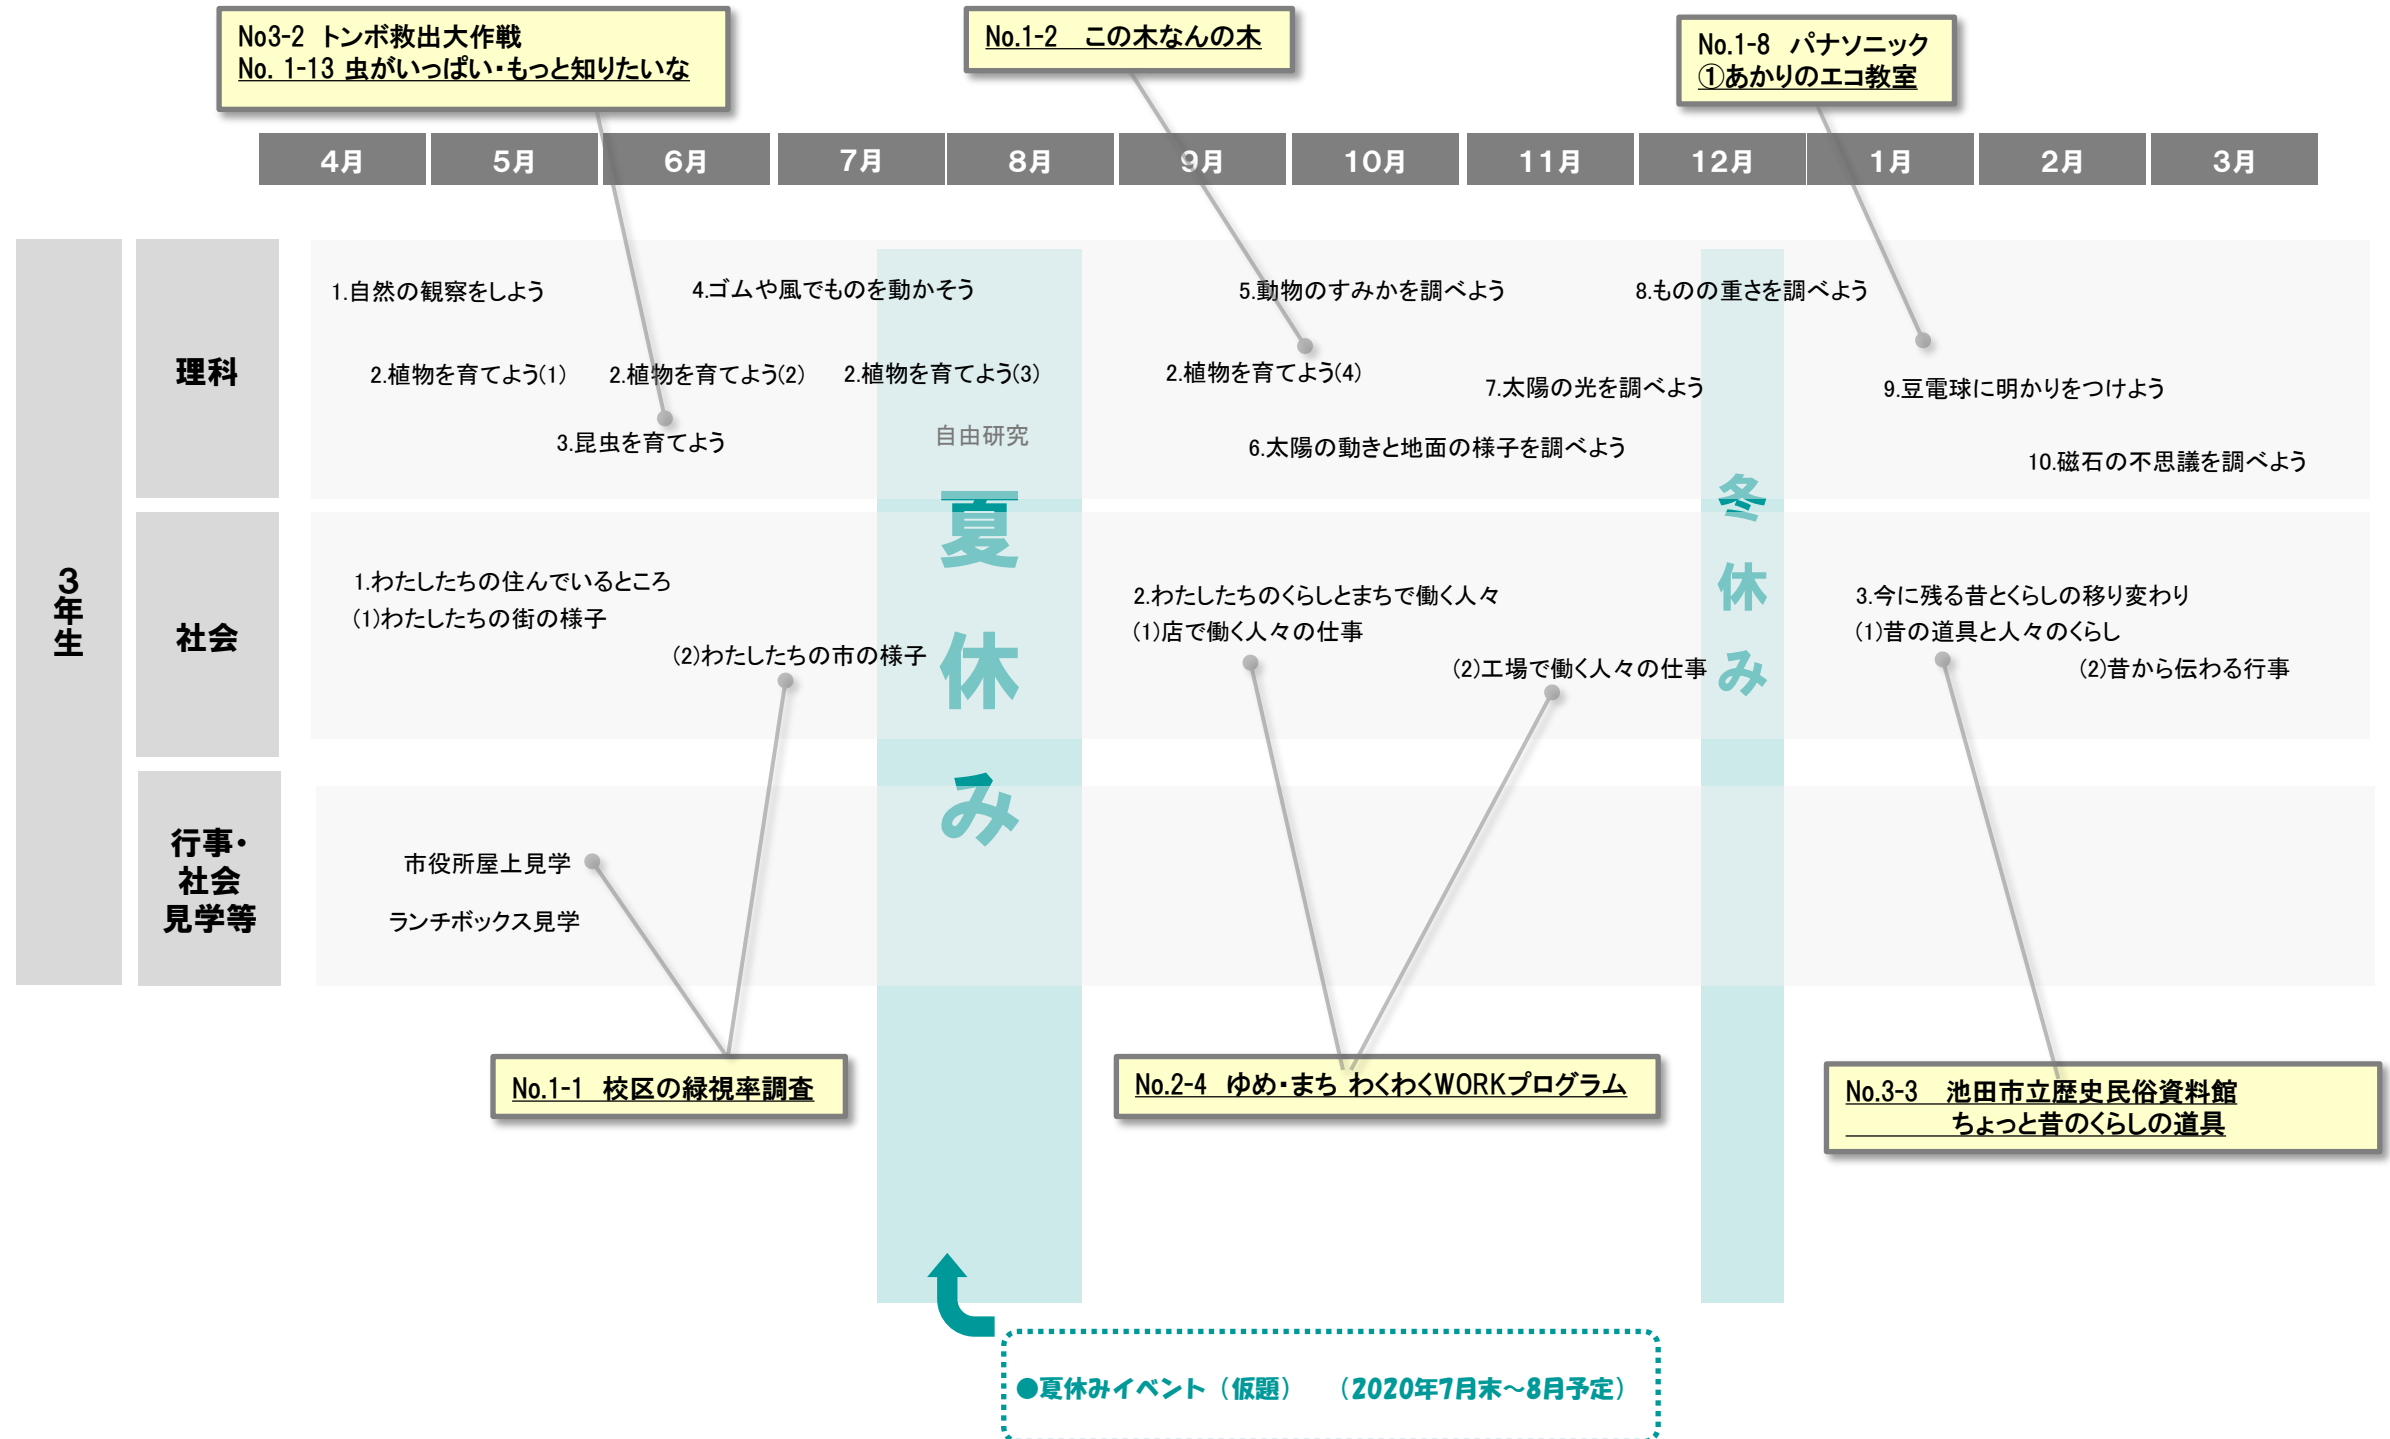 No3-2 トンボ救出大作戦
No. 1-13 虫がいっぱい・もっと知りたいな
No.1-2 この木なんの木
No.1-8 パナソニック
①あかりのエコ教室
4月 5月 6月 7月 8月 9月 10月 11月 12月 1月 2月 3月
3年生
理科
1.自然の観察をしよう
4.ゴムや風でものを動かそう
5.動物のすみかを調べよう
8.ものの重さを調べよう
2.植物を育てよう(1)
2.植物を育てよう(2)
2.植物を育てよう(3)
2.植物を育てよう(4)
7.太陽の光を調べよう
9.豆電球に明かりをつけよう
3.昆虫を育てよう
自由研究
6.太陽の動きと地面の様子を調べよう
10.磁石の不思議を調べよう
夏休み
冬休み
社会
1.わたしたちの住んでいるところ
(1)わたしたちの街の様子
(2)わたしたちの市の様子
2.わたしたちのくらしとまちで働く人々
(1)店で働く人々の仕事
(2)工場で働く人々の仕事
3.今に残る昔とくらしの移り変わり
(1)昔の道具と人々のくらし
(2)昔から伝わる行事
行事・
社会
見学等
市役所屋上見学
ランチボックス見学
No.1-1 校区の緑視率調査
No.2-4 ゆめ・まち わくわくWORKプログラム
No.3-3 池田市立歴史民俗資料館
ちょっと昔のくらしの道具
●夏休みイベント（仮題） （2020年7月末～8月予定）